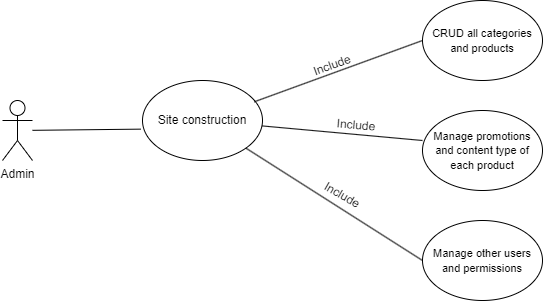 CRUD all categories
and products
Include
Site construction
Include
Manage promotions
and content type of
each product
Admin
Include
Manage other users
and permissions